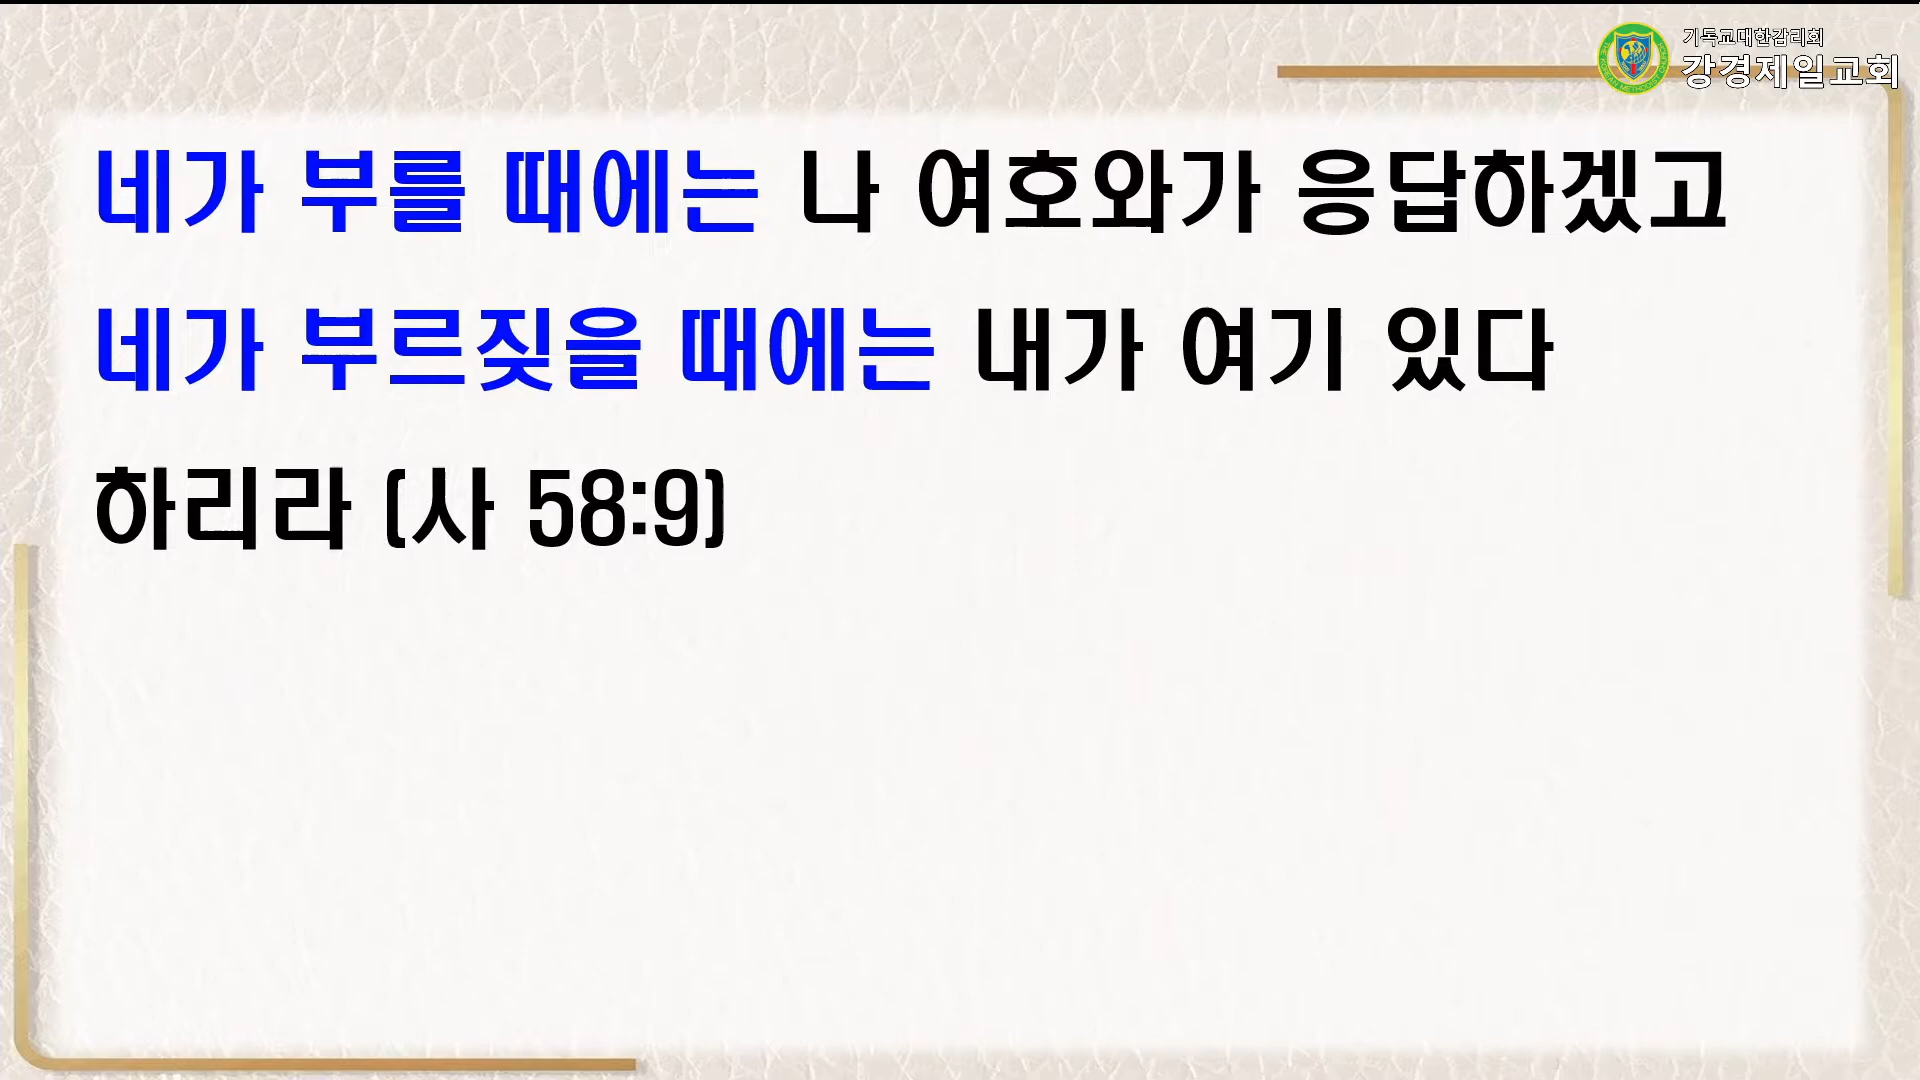 기독교대한감리회
강경제일교회
네가 부를 때에는 나 여호와가 응답하겠고
네가 부르짖을 때에는 내가 여기 있다
하리라 (사 58:9)